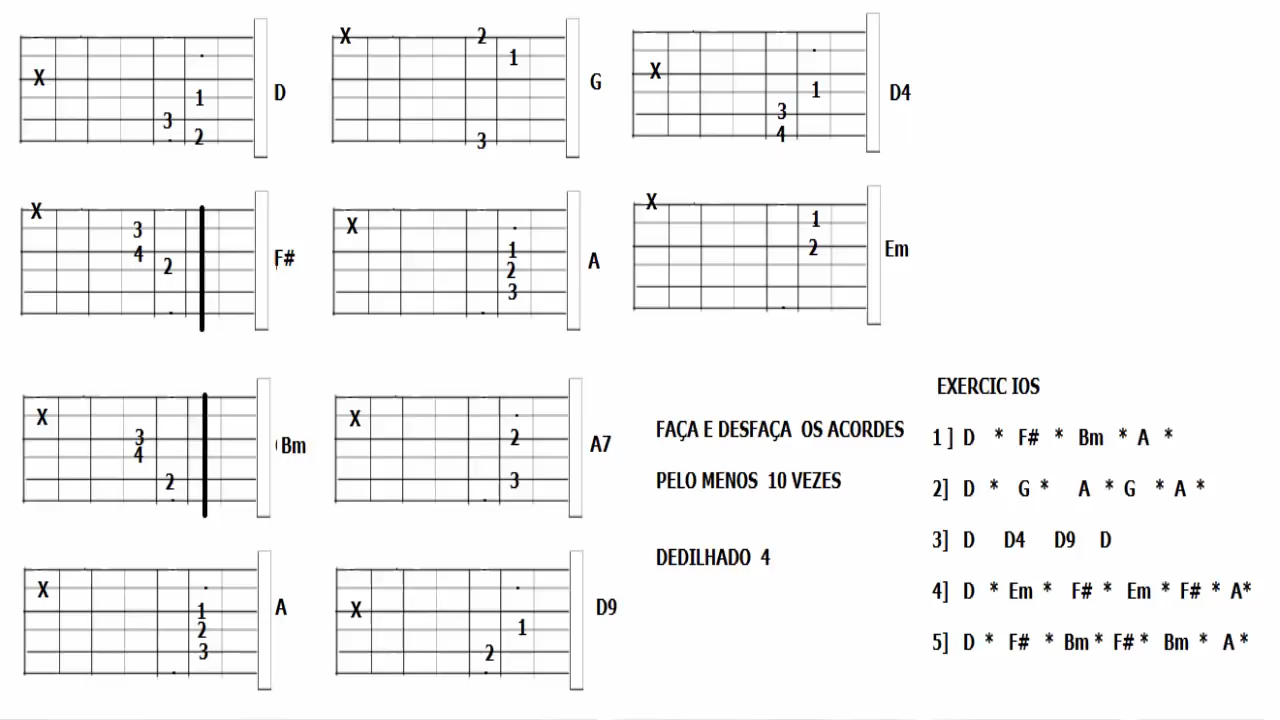 X 2 X
1
X D G X 1 D4
1
3 3
2 3 4
X X 1
3 X
4 2 F# 1 A 2 Em
2
3
EXERCIC IOS
X X
3 2 FAÇA E DESFAÇA OS ACORDES 1 ] D * F# * Bm * A *
4 Bm A7
2 3 PELO MENOS 10 VEZES 2] D * G * A * G * A *
3] D D4 D9 D
DEDILHADO 4
X 4] D * Em * F# * Em * F# * A*
1 A X D9
2 1
3 2 5] D * F# * Bm * F# * Bm * A *